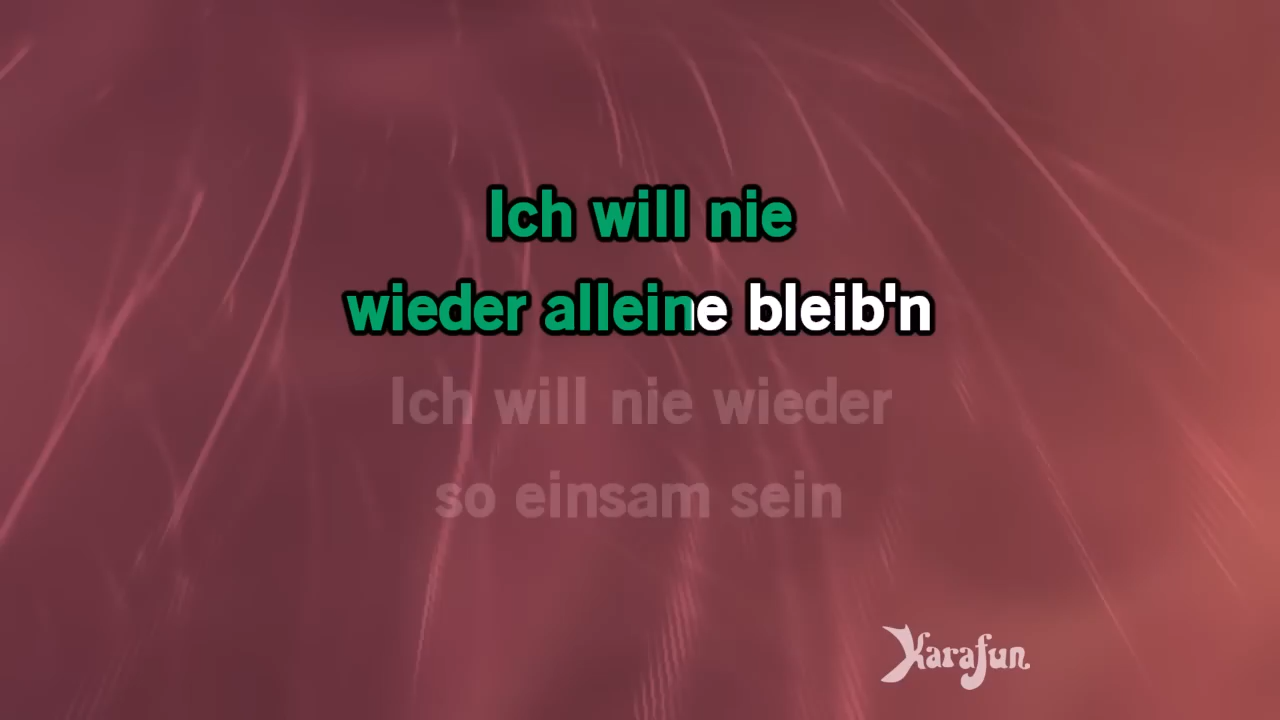 Ich will nie
wieder alleine bleib'n
Ich will nie wieder
so einsam sein
Karafun